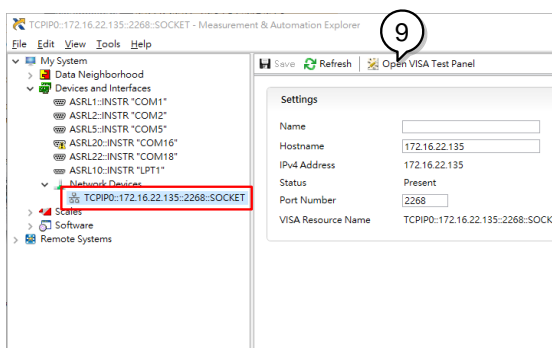 TCPIP0::172.16.22.135::2268::SOCKET - Measurement & Automation Explorer
9
File Edit View Tools Help
My System
Data Neighborhood
Devices and Interfaces
ASRL1::INSTR "COM1"
ASRL2::INSTR "COM2"
ASRL5::INSTR "COM5"
ASRL20::INSTR "COM16"
ASRL22::INSTR "COM18"
ASRL10::INSTR "LPT1"
Network Devices
TCPIP0::172.16.22.135::2268::SOCKET
Scales
Software
Remote Systems
Save Refresh Open VISA Test Panel
Settings
Name
Hostname 172.16.22.135
IPv4 Address 172.16.22.135
Status Present
Port Number 2268
VISA Resource Name TCPIP0::172.16.22.135::2268::SOCK